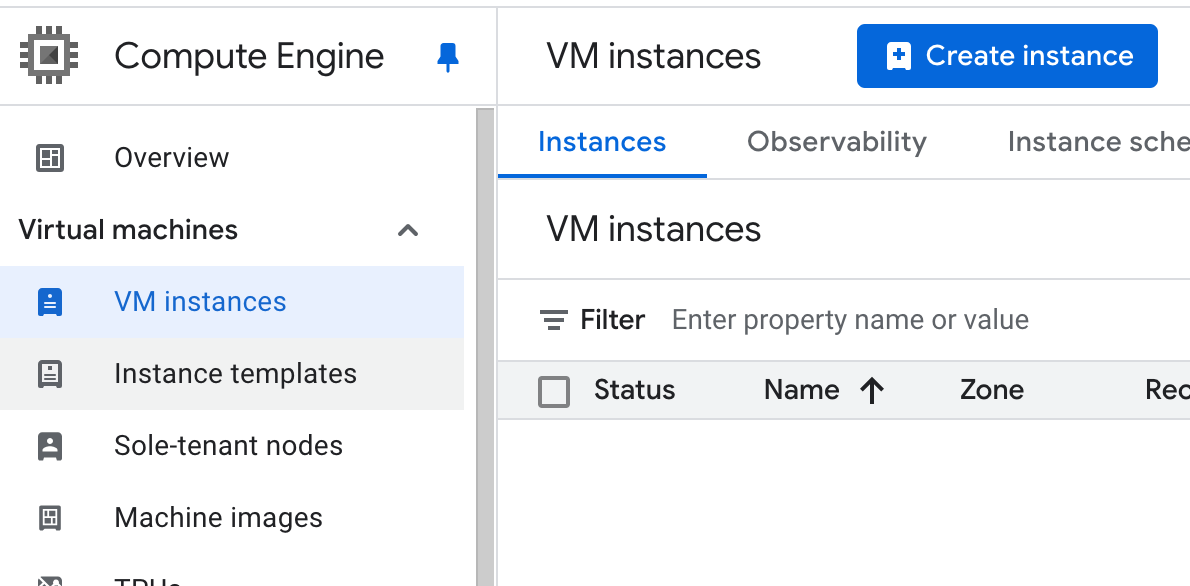 Compute Engine
VM instances
Create instance
Overview
Instances
Observability
Instance sche
Virtual machines
VM instances
VM instances
Filter
Enter property name or value
Instance templates
Status
Name
Zone
Rec
Sole-tenant nodes
Machine images
TPUs